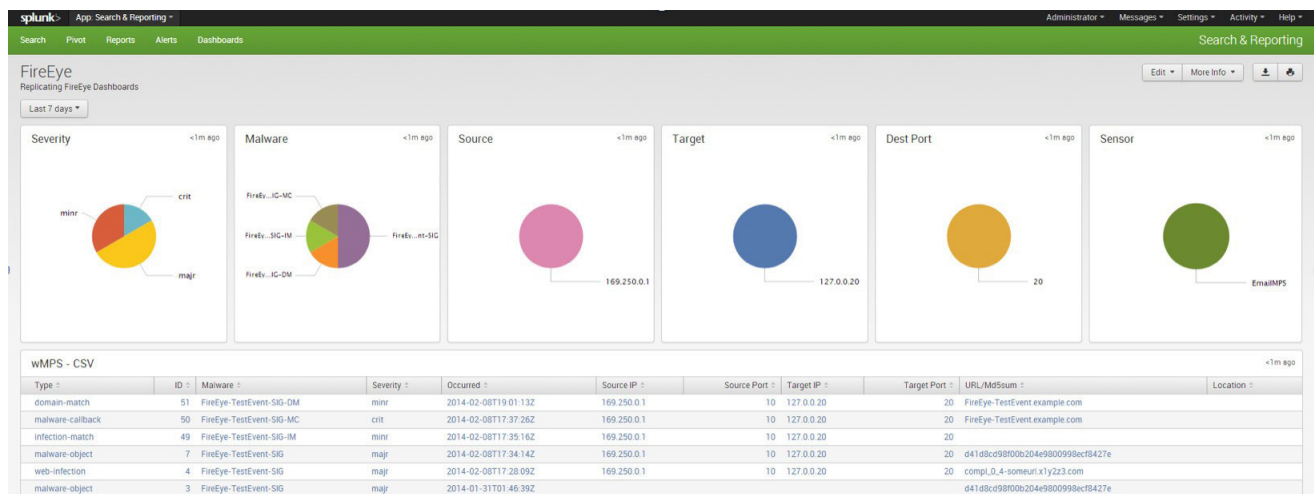 splunk> App: Search & Reporting Administrator Messages Settings Activity Help
Search Pivot Reports Alerts Dashboards Search & Reporting
FireEye
Replicating FireEye Dashboards
Edit More Info
Last 7 days
Severity <1m ago
crit
minr
majr
Malware <1m ago
FireEy...IG-MC
FireEy...SIG-IM
FireEy...nt-SIG
FireEy...IG-DM
Source <1m ago
169.250.0.1
Target <1m ago
127.0.0.20
Dest Port <1m ago
20
Sensor <1m ago
EmailMPS
wMPS - CSV <1m ago
Type ID Malware Severity Occurred Source IP Source Port Target IP Target Port URL/Md5sum Location
domain-match 51 FireEye-TestEvent-SIG-DM minr 2014-02-08T19:01:13Z 169.250.0.1 10 127.0.0.20 20 FireEye-TestEvent.example.com
malware-callback 50 FireEye-TestEvent-SIG-MC crit 2014-02-08T17:37:26Z 169.250.0.1 10 127.0.0.20 20 FireEye-TestEvent.example.com
infection-match 49 FireEye-TestEvent-SIG-IM minr 2014-02-08T17:35:16Z 169.250.0.1 10 127.0.0.20 20
malware-object 7 FireEye-TestEvent-SIG majr 2014-02-08T17:34:14Z 169.250.0.1 10 127.0.0.20 20 d41d8cd98f00b204e9800998ecf8427e
web-infection 4 FireEye-TestEvent-SIG majr 2014-02-08T17:28:09Z 169.250.0.1 10 127.0.0.20 20 compl_0_4-someurl.x1y2z3.com
malware-object 3 FireEye-TestEvent-SIG majr 2014-01-31T01:46:39Z d41d8cd98f00b204e9800998ecf8427e